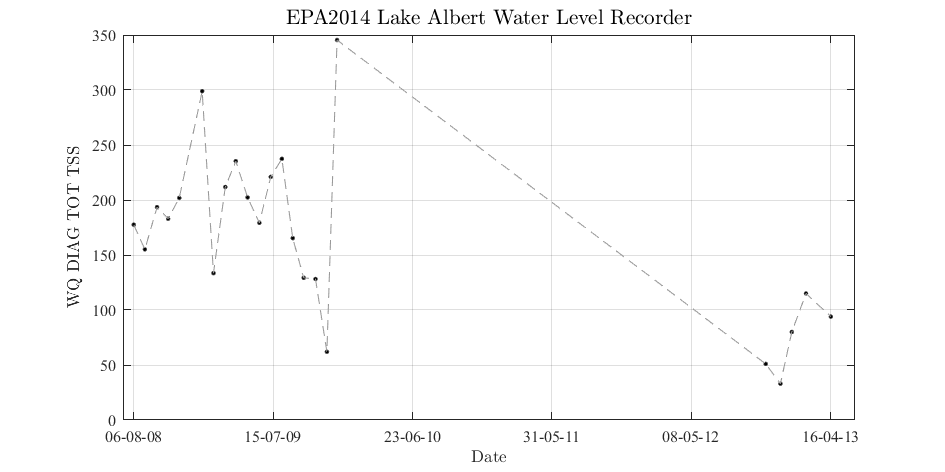 EPA2014 Lake Albert Water Level Recorder
WQ DIAG TOT TSS
350
300
250
200
150
100
50
0
06-08-08 15-07-09 23-06-10 31-05-11 08-05-12 16-04-13
Date